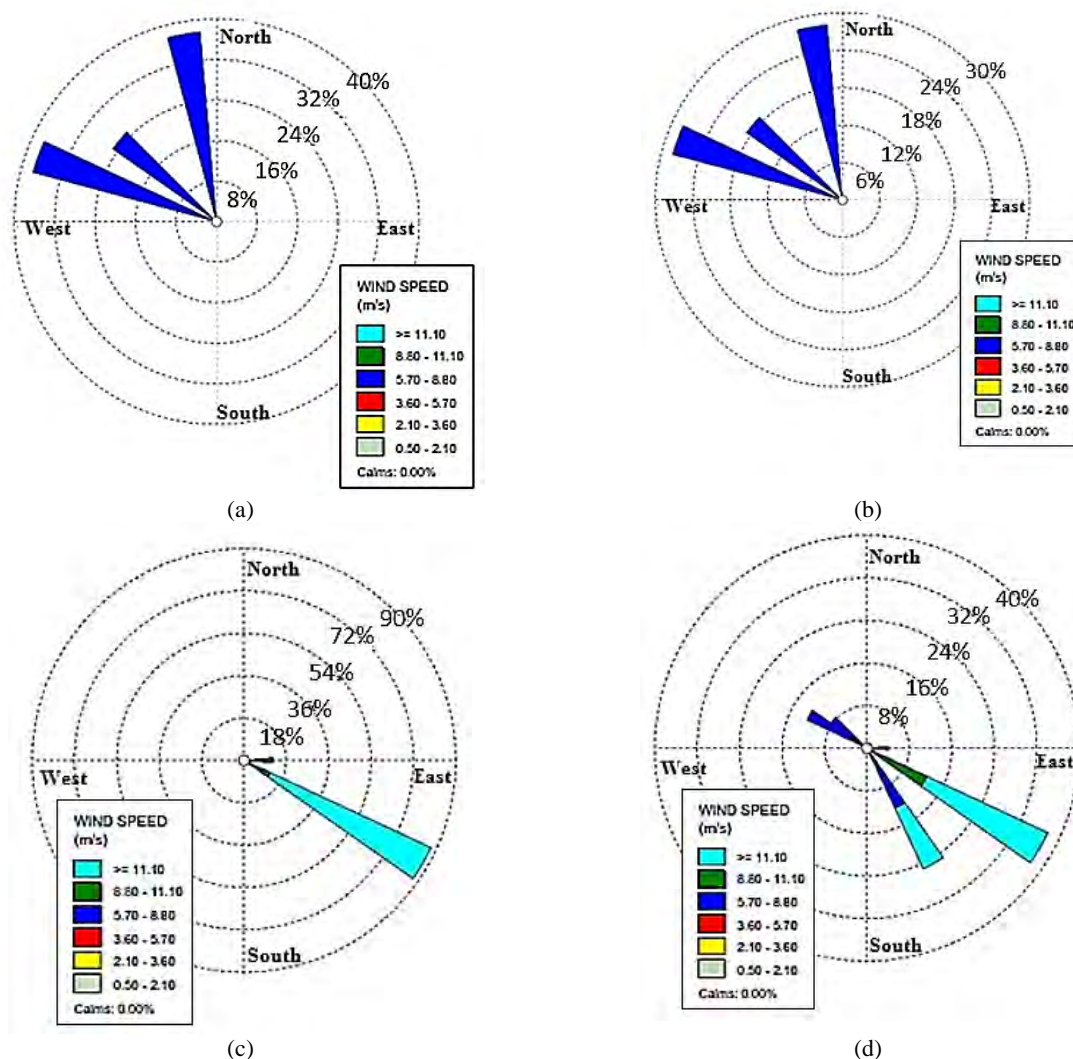 North
40%
32%
24%
16%
8%
West
East
South
WIND SPEED
(m/s)
>= 11.10
8.80 - 11.10
5.70 - 8.80
3.60 - 5.70
2.10 - 3.60
0.50 - 2.10
Calms: 0.00%
(a)
North
30%
24%
18%
12%
6%
West
East
South
WIND SPEED
(m/s)
>= 11.10
8.80 - 11.10
5.70 - 8.80
3.60 - 5.70
2.10 - 3.60
0.50 - 2.10
Calms: 0.00%
(b)
North
90%
72%
54%
36%
18%
West
East
South
WIND SPEED
(m/s)
>= 11.10
8.80 - 11.10
5.70 - 8.80
3.60 - 5.70
2.10 - 3.60
0.50 - 2.10
Calms: 0.00%
(c)
North
40%
32%
24%
16%
8%
West
East
South
WIND SPEED
(m/s)
>= 11.10
8.80 - 11.10
5.70 - 8.80
3.60 - 5.70
2.10 - 3.60
0.50 - 2.10
Calms: 0.00%
(d)